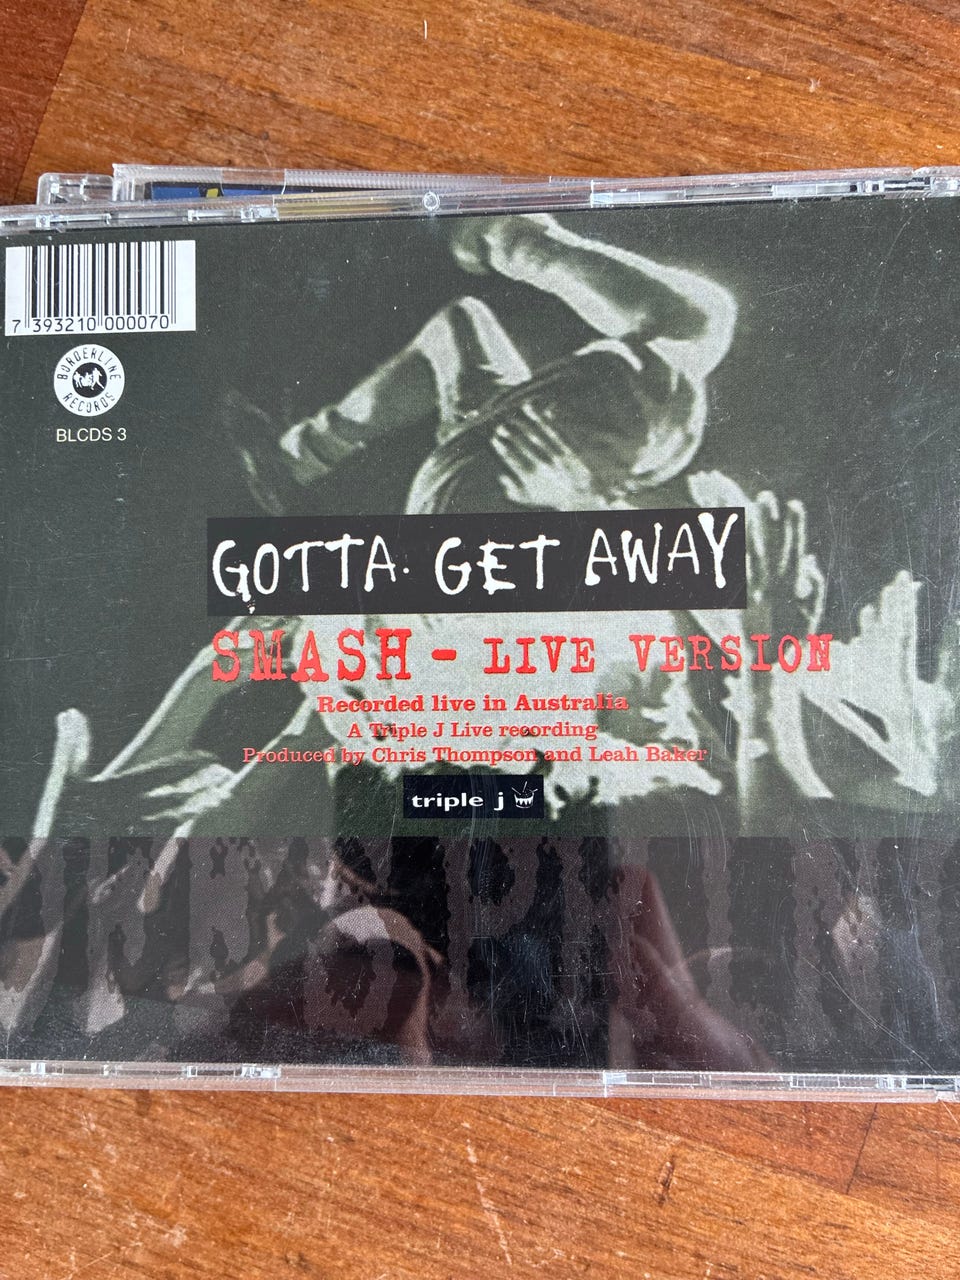 7 393210 000070
BORDERLINE RECORDS
BLCDS 3
GOTTA GET AWAY
SMASH - LIVE VERSION
Recorded live in Australia
A Triple J Live recording
Produced by Chris Thompson and Leah Baker
triple j